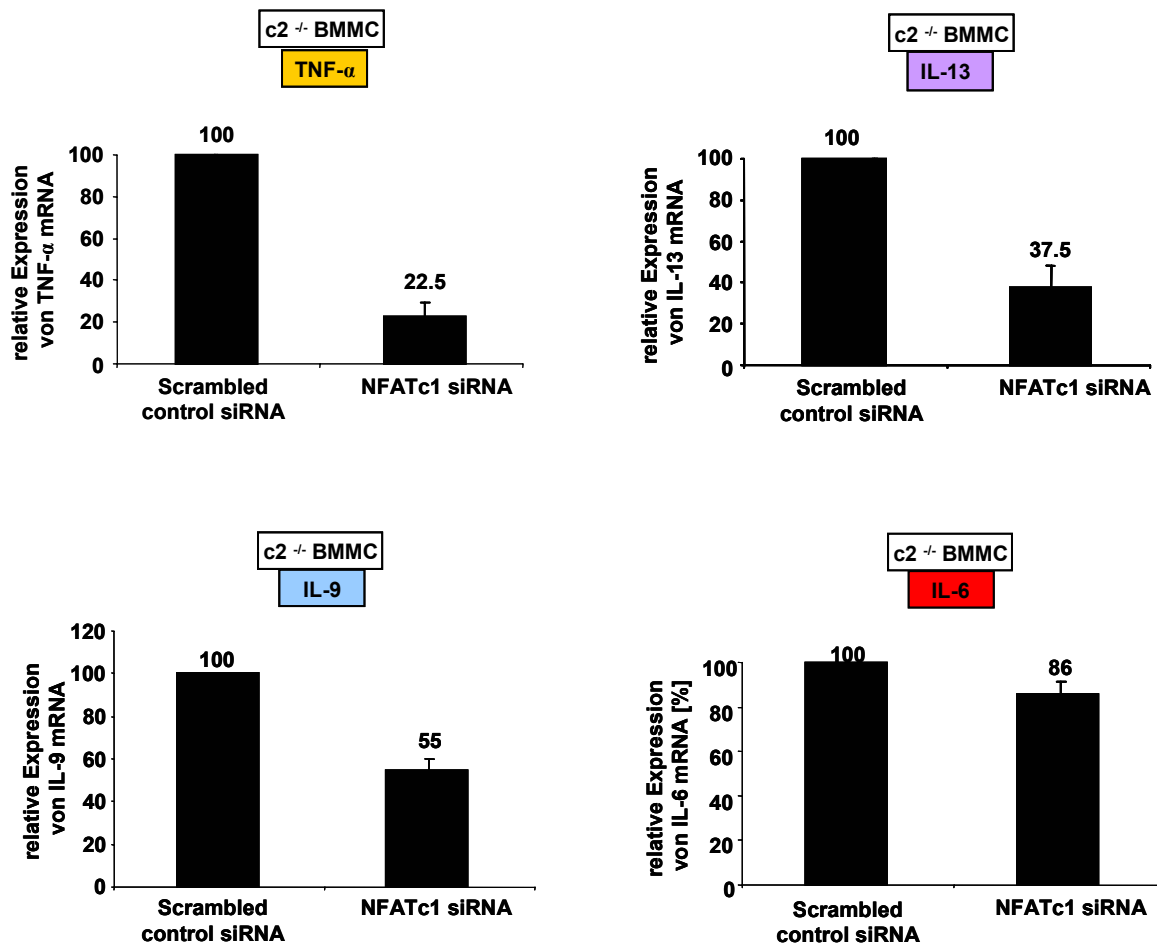 c2 -/- BMMC
TNF-α
relative Expression
von TNF-α mRNA
100
80
60
40
20
0
100
22.5
Scrambled
control siRNA
NFATc1 siRNA
c2 -/- BMMC
IL-13
relative Expression
von IL-13 mRNA
100
80
60
40
20
0
100
37.5
Scrambled
control siRNA
NFATc1 siRNA
c2 -/- BMMC
IL-9
relative Expression
von IL-9 mRNA
120
100
80
60
40
20
0
100
55
Scrambled
control siRNA
NFATc1 siRNA
c2 -/- BMMC
IL-6
relative Expression
von IL-6 mRNA [%]
100
80
60
40
20
0
100
86
Scrambled
control siRNA
NFATc1 siRNA